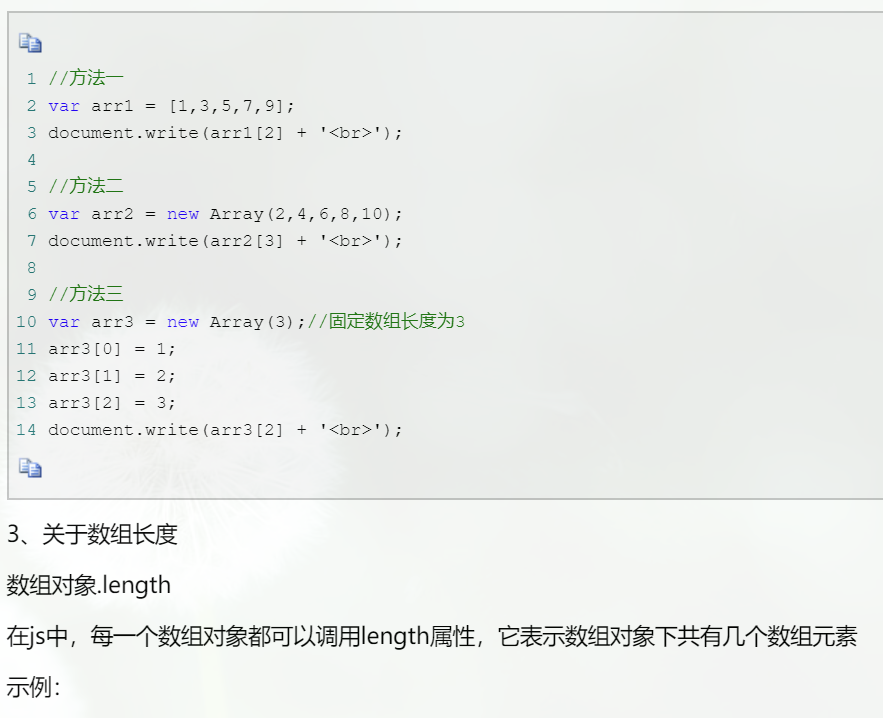 1 //方法一
2 var arr1 = [1,3,5,7,9];
3 document.write(arr1[2] + '<br>');
4
5 //方法二
6 var arr2 = new Array(2,4,6,8,10);
7 document.write(arr2[3] + '<br>');
8
9 //方法三
10 var arr3 = new Array(3);//固定数组长度为3
11 arr3[0] = 1;
12 arr3[1] = 2;
13 arr3[2] = 3;
14 document.write(arr3[2] + '<br>');
3、关于数组长度
数组对象.length
在js中，每一个数组对象都可以调用length属性，它表示数组对象下共有几个数组元素
示例：